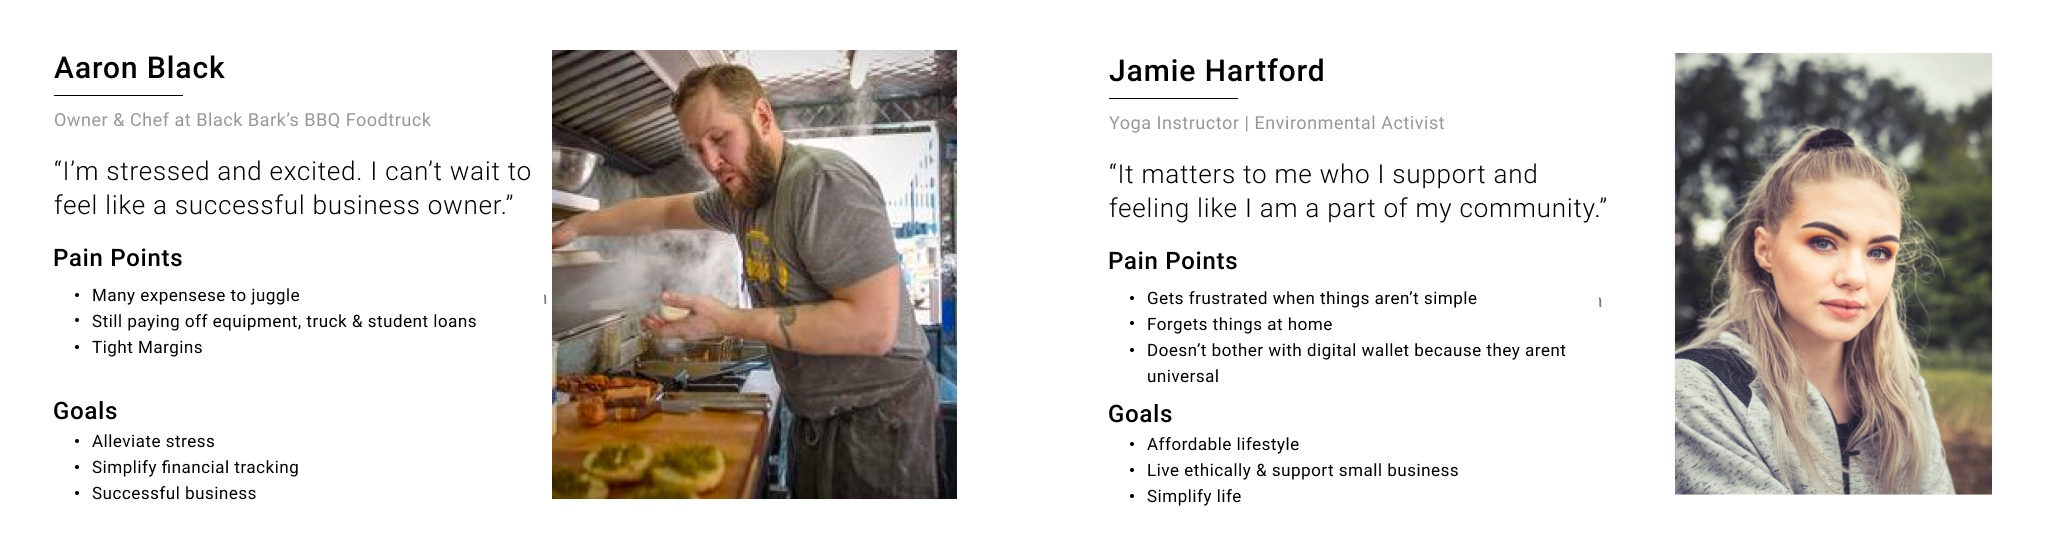 Aaron Black
Owner & Chef at Black Bark’s BBQ Foodtruck
“I’m stressed and excited. I can’t wait to
feel like a successful business owner.”
Pain Points
• Many expensese to juggle
• Still paying off equipment, truck & student loans
• Tight Margins
Goals
• Alleviate stress
• Simplify financial tracking
• Successful business
Jamie Hartford
Yoga Instructor | Environmental Activist
“It matters to me who I support and
feeling like I am a part of my community.”
Pain Points
• Gets frustrated when things aren’t simple
• Forgets things at home
• Doesn’t bother with digital wallet because they arent
universal
Goals
• Affordable lifestyle
• Live ethically & support small business
• Simplify life